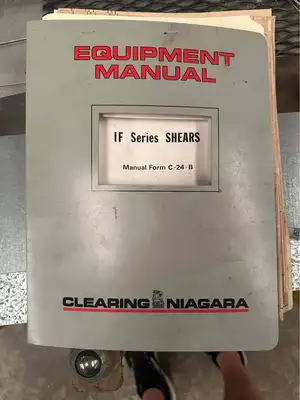 EQUIPMENT
MANUAL
IF Series SHEARS
Manual Form C-24-B
CLEARING NIAGARA